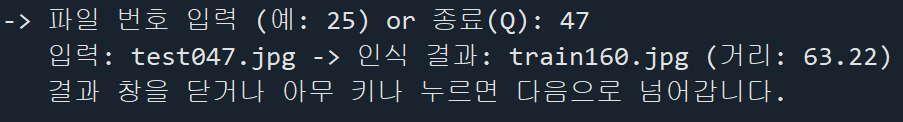 -> 파일 번호 입력 (예: 25) or 종료(Q): 47
입력: test047.jpg -> 인식 결과: train160.jpg (거리: 63.22)
결과 창을 닫거나 아무 키나 누르면 다음으로 넘어갑니다.